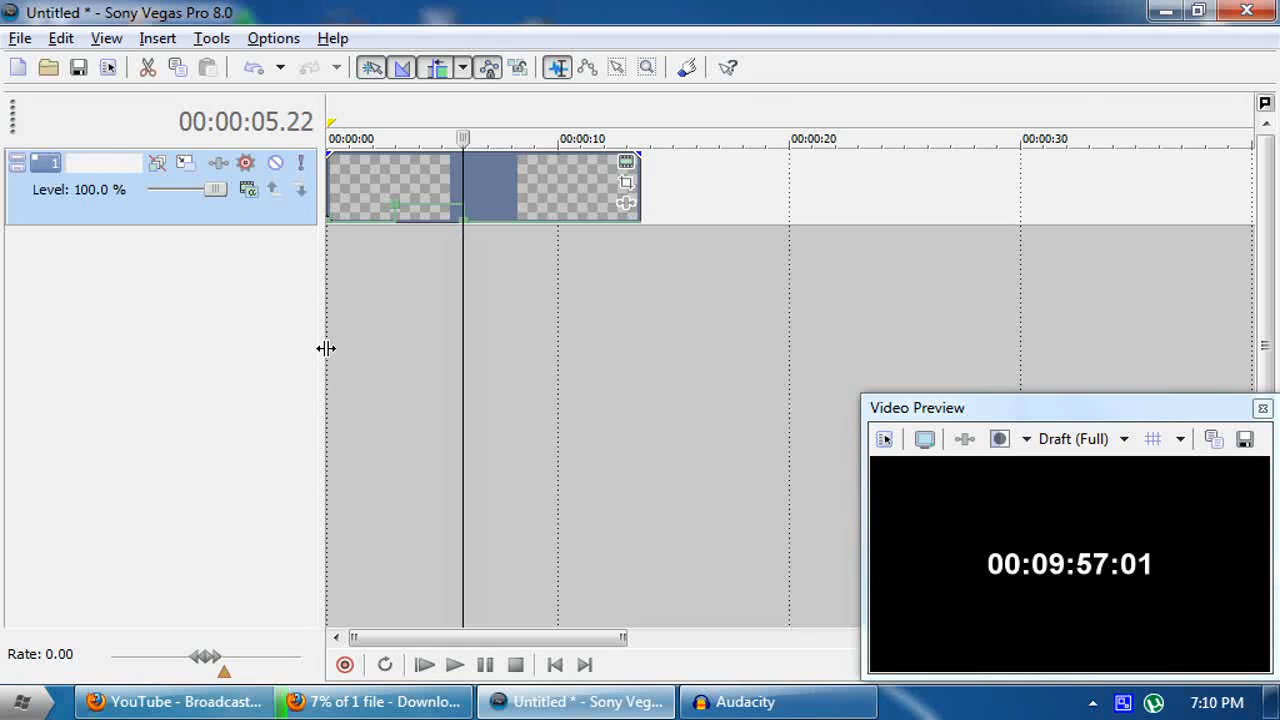 Untitled * - Sony Vegas Pro 8.0
File Edit View Insert Tools Options Help
00:00:05.22
00:00:00 00:00:10 00:00:20 00:00:30
1
Level: 100.0 %
Video Preview
Draft (Full)
00:09:57:01
Rate: 0.00
YouTube - Broadcast... 7% of 1 file - Downlo... Untitled * - Sony Vega... Audacity 7:10 PM